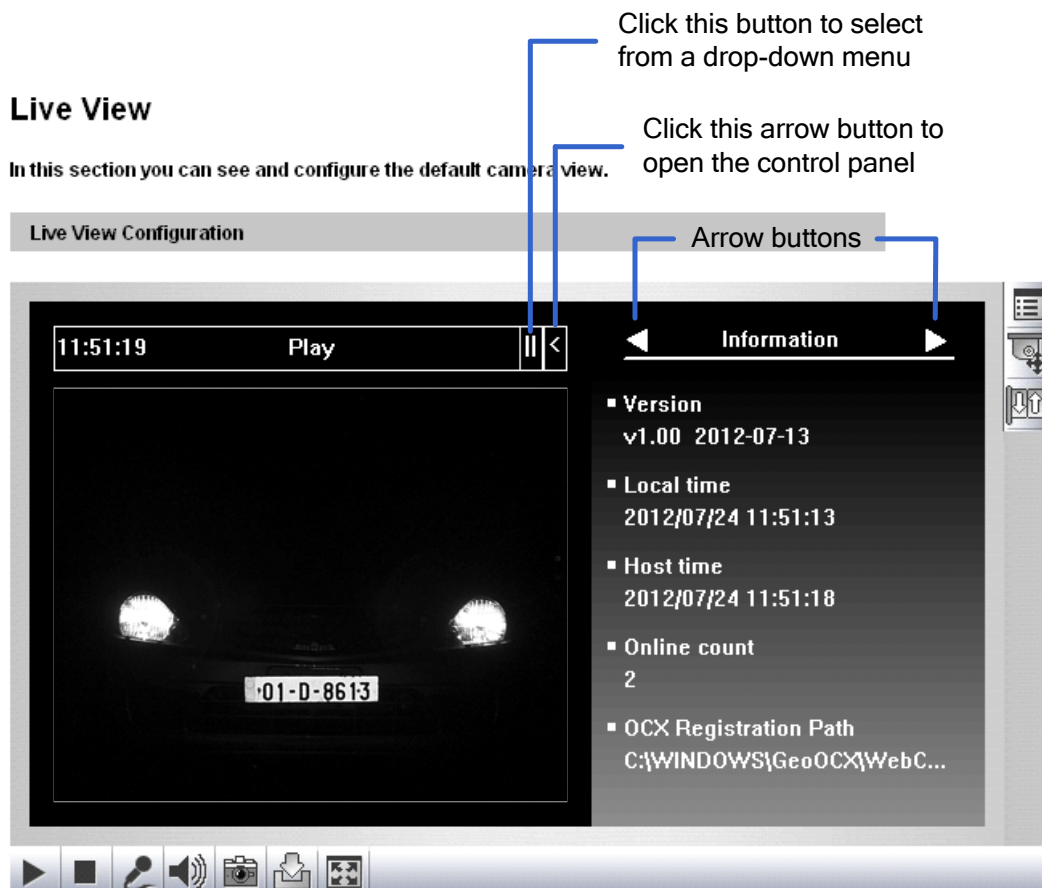 Click this button to select
from a drop-down menu
Live View
Click this arrow button to
open the control panel
In this section you can see and configure the default camera view.
Live View Configuration
Arrow buttons
11:51:19 Play
Information
Version
v1.00 2012-07-13
Local time
2012/07/24 11:51:13
Host time
2012/07/24 11:51:18
Online count
2
OCX Registration Path
C:\WINDOWS\GeoOCX\WebC...
01-D-8613